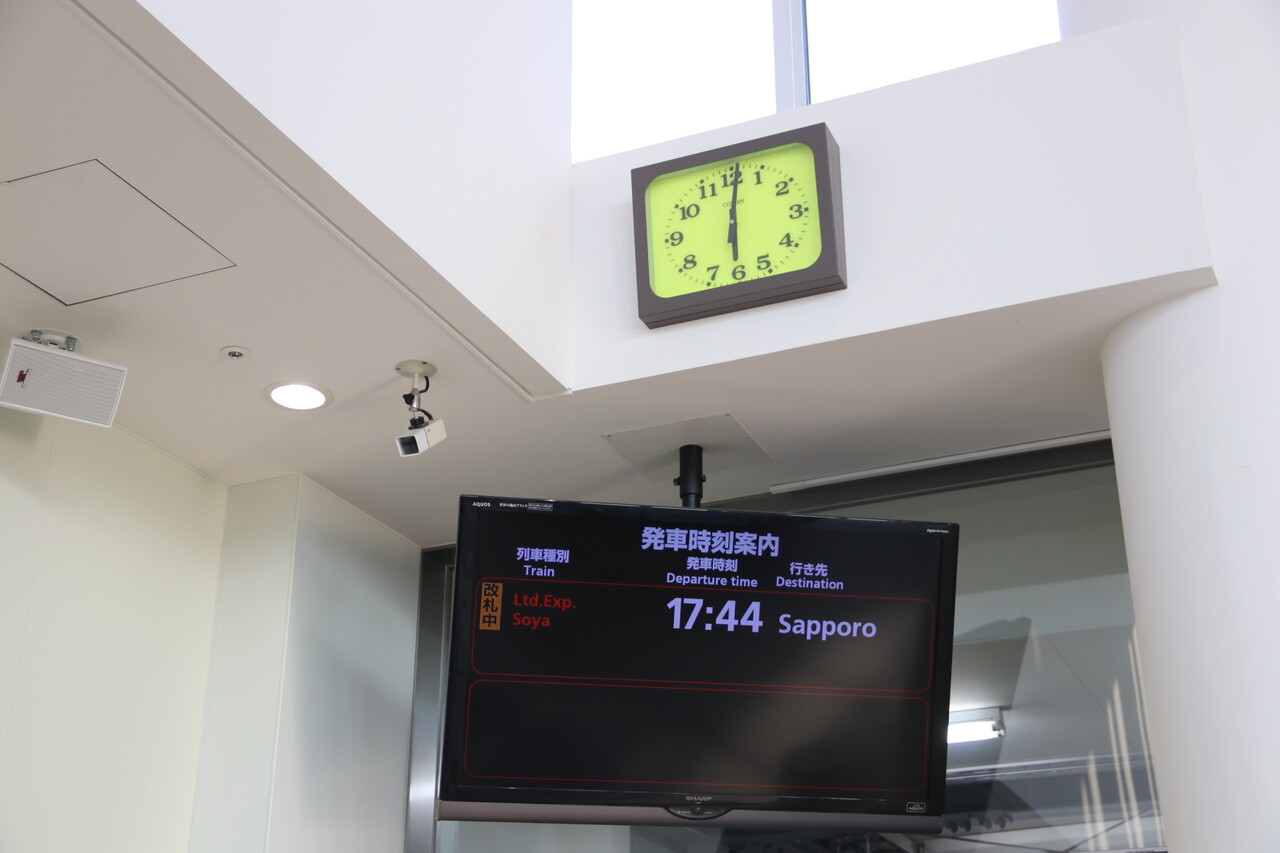 12
11 1
10 2
9 3
8 4
7 6 5
CITIZEN
AQUOS
発車時刻案内
列車種別 発車時刻 行き先
Train Departure time Destination
改札中
Ltd.Exp.
Soya
17:44 Sapporo
SHARP